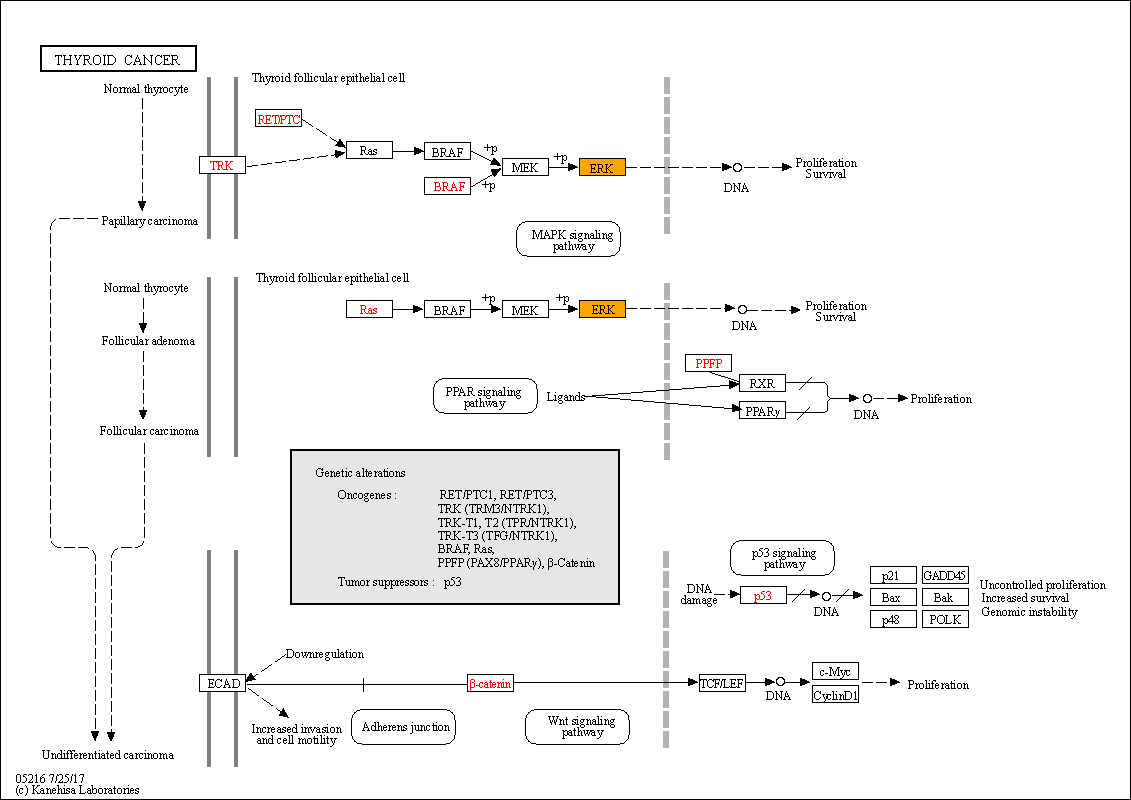 THYROID CANCER
Normal thyrocyte
Thyroid follicular epithelial cell
RET/PTC
TRK
Ras
BRAF
+p
BRAF
+p
MEK
+p
ERK
DNA
Proliferation
Survival
Papillary carcinoma
MAPK signaling
pathway
Normal thyrocyte
Thyroid follicular epithelial cell
Ras
BRAF
+p
MEK
+p
ERK
DNA
Proliferation
Survival
Follicular adenoma
PPFP
RXR
PPAR signaling
pathway
Ligands
PPARγ
DNA
Proliferation
Follicular carcinoma
Genetic alterations
Oncogenes :
RET/PTC1, RET/PTC3,
TRK (TRM3/NTRK1),
TRK-T1, T2 (TPR/NTRK1),
TRK-T3 (TFG/NTRK1),
BRAF, Ras,
PPFP (PAX8/PPARγ), β-Catenin
Tumor suppressors : p53
p53 signaling
pathway
DNA
damage
p53
DNA
p21
GADD45
Bax
Bak
p48
POLK
Uncontrolled proliferation
Increased survival
Genomic instability
Downregulation
ECAD
β-catenin
TCF/LEF
DNA
c-Myc
CyclinD1
Proliferation
Increased invasion
and cell motility
Adherens junction
Wnt signaling
pathway
Undifferentiated carcinoma
05216 7/25/17
(c) Kanehisa Laboratories